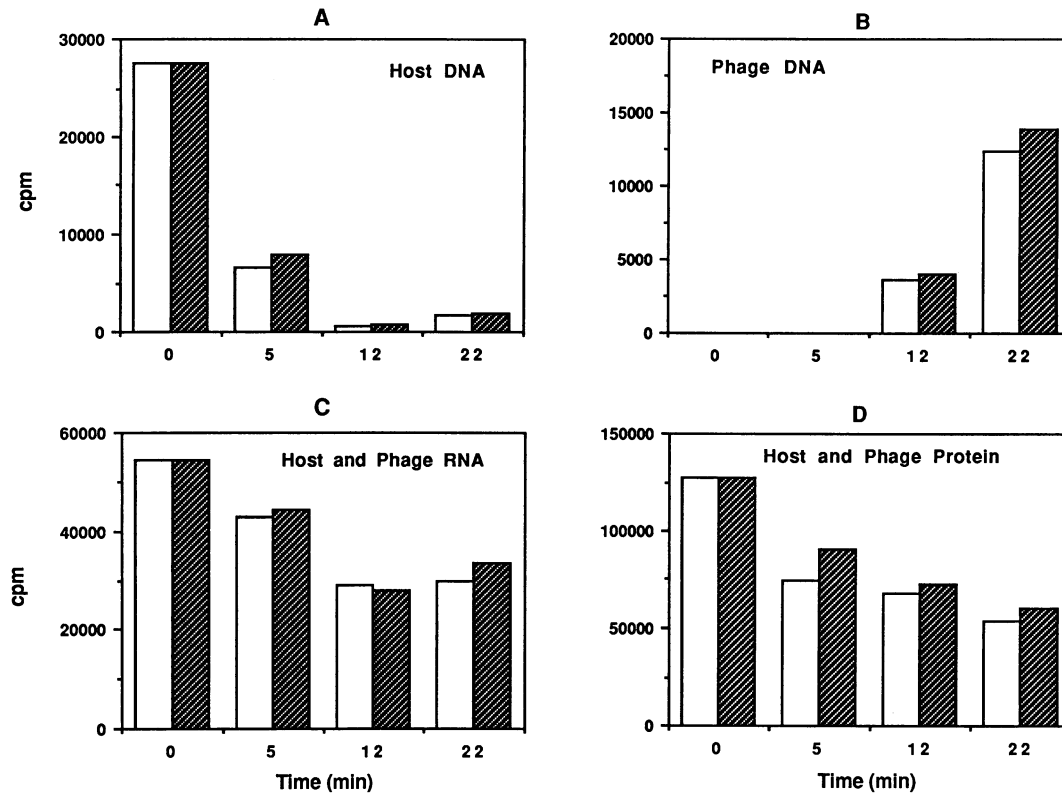 A
30000
20000
10000
0
cpm
Host DNA
0 5 12 22
B
20000
15000
10000
5000
0
Phage DNA
0 5 12 22
C
60000
40000
20000
0
cpm
Host and Phage RNA
0 5 12 22
Time (min)
D
150000
100000
50000
0
Host and Phage Protein
0 5 12 22
Time (min)